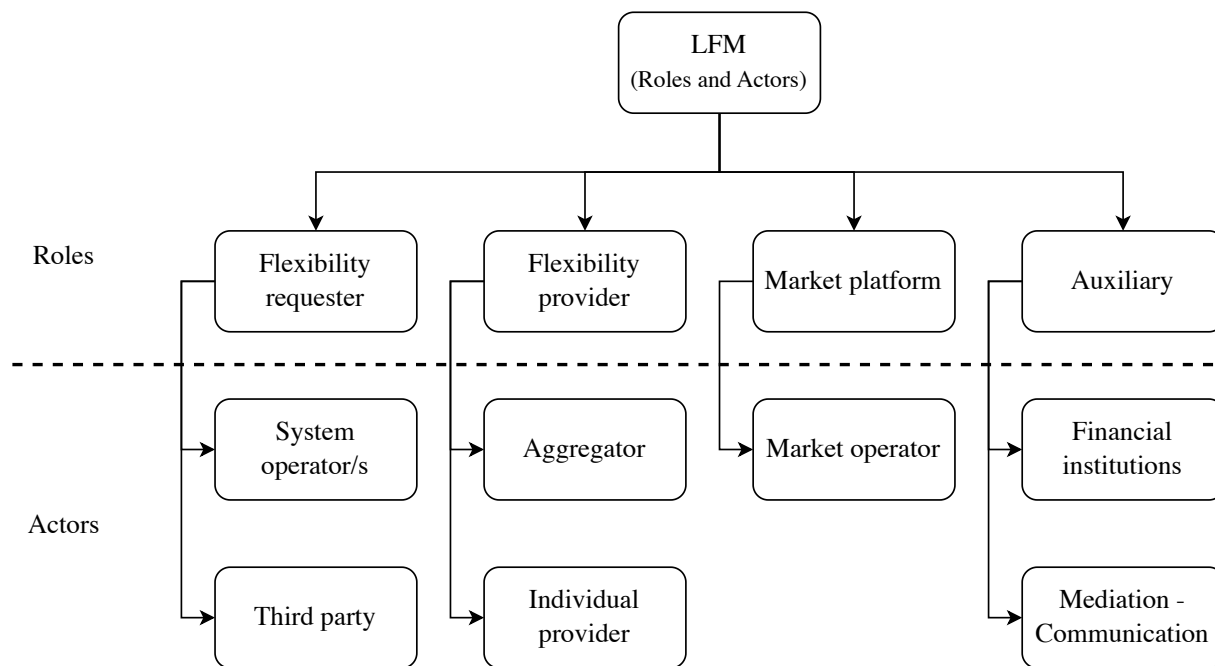 LFM
(Roles and Actors)
Roles
Flexibility
requester
Flexibility
provider
Market platform
Auxiliary
Actors
System
operator/s
Aggregator
Market operator
Financial
institutions
Third party
Individual
provider
Mediation -
Communication